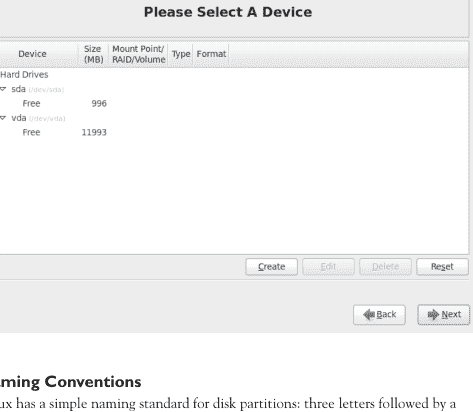 Please Select A Device
Device Size (MB) Mount Point/ RAID/Volume Type Format
Hard Drives
sda (/dev/sda)
Free 996
vda (/dev/vda)
Free 11993
Create Edit Delete Reset
Back Next
ming Conventions
ux has a simple naming standard for disk partitions: three letters followed by a